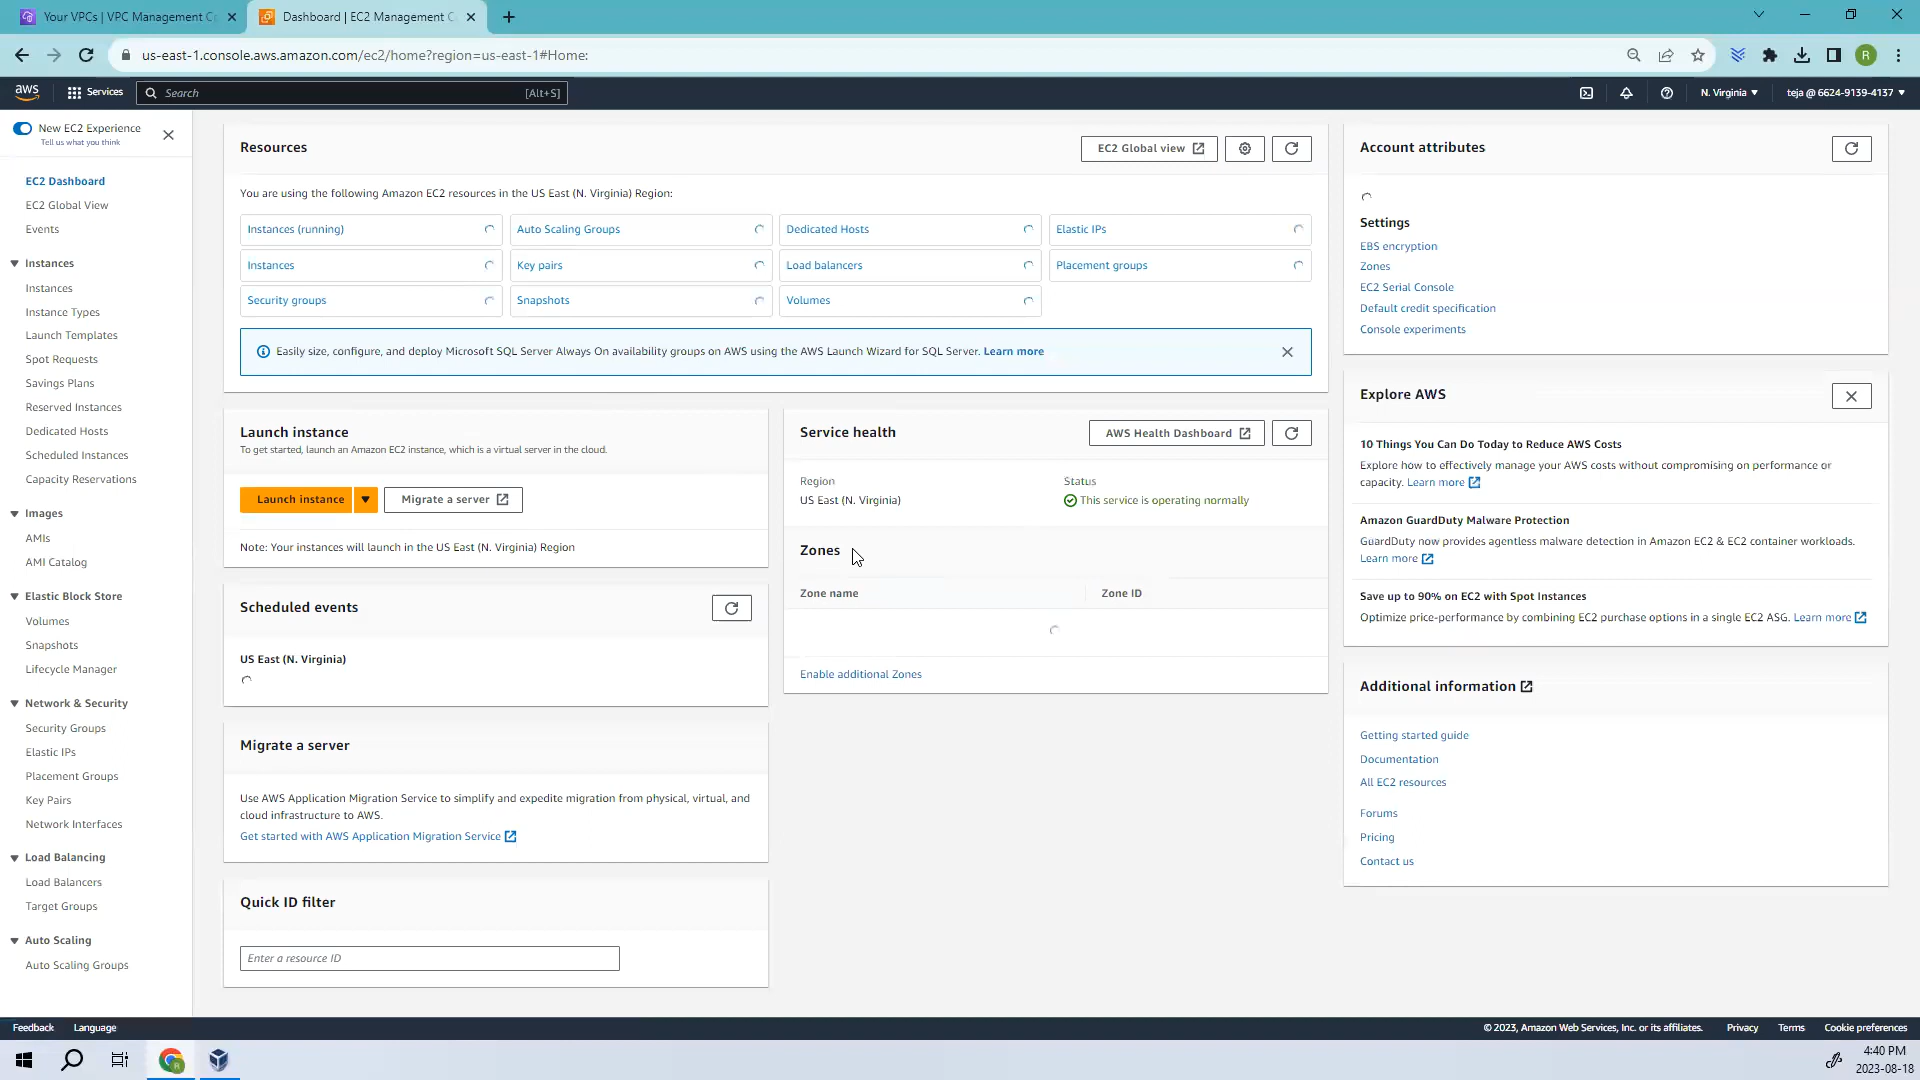 Your VPCs | VPC Management C
Dashboard | EC2 Management C
us-east-1.console.aws.amazon.com/ec2/home?region=us-east-1#Home:
R
aws
Services
Search
[Alt+S]
N. Virginia
teja @ 6624-9139-4137
New EC2 Experience
Tell us what you think
EC2 Dashboard
EC2 Global View
Events
Instances
Instances
Instance Types
Launch Templates
Spot Requests
Savings Plans
Reserved Instances
Dedicated Hosts
Scheduled Instances
Capacity Reservations
Images
AMIs
AMI Catalog
Elastic Block Store
Volumes
Snapshots
Lifecycle Manager
Network & Security
Security Groups
Elastic IPs
Placement Groups
Key Pairs
Network Interfaces
Load Balancing
Load Balancers
Target Groups
Auto Scaling
Auto Scaling Groups
Resources
EC2 Global view
You are using the following Amazon EC2 resources in the US East (N. Virginia) Region:
Instances (running)
Auto Scaling Groups
Dedicated Hosts
Elastic IPs
Instances
Key pairs
Load balancers
Placement groups
Security groups
Snapshots
Volumes
Easily size, configure, and deploy Microsoft SQL Server Always On availability groups on AWS using the AWS Launch Wizard for SQL Server. Learn more
Launch instance
To get started, launch an Amazon EC2 instance, which is a virtual server in the cloud.
Launch instance
Migrate a server
Note: Your instances will launch in the US East (N. Virginia) Region
Scheduled events
US East (N. Virginia)
Migrate a server
Use AWS Application Migration Service to simplify and expedite migration from physical, virtual, and
cloud infrastructure to AWS.
Get started with AWS Application Migration Service
Quick ID filter
Enter a resource ID
Service health
AWS Health Dashboard
Region
Status
US East (N. Virginia)
This service is operating normally
Zones
Zone name
Zone ID
Enable additional Zones
Account attributes
Settings
EBS encryption
Zones
EC2 Serial Console
Default credit specification
Console experiments
Explore AWS
10 Things You Can Do Today to Reduce AWS Costs
Explore how to effectively manage your AWS costs without compromising on performance or
capacity. Learn more
Amazon GuardDuty Malware Protection
GuardDuty now provides agentless malware detection in Amazon EC2 & EC2 container workloads.
Learn more
Save up to 90% on EC2 with Spot Instances
Optimize price-performance by combining EC2 purchase options in a single EC2 ASG. Learn more
Additional information
Getting started guide
Documentation
All EC2 resources
Forums
Pricing
Contact us
Feedback
Language
© 2023, Amazon Web Services, Inc. or its affiliates.
Privacy
Terms
Cookie preferences
4:40 PM
2023-08-18